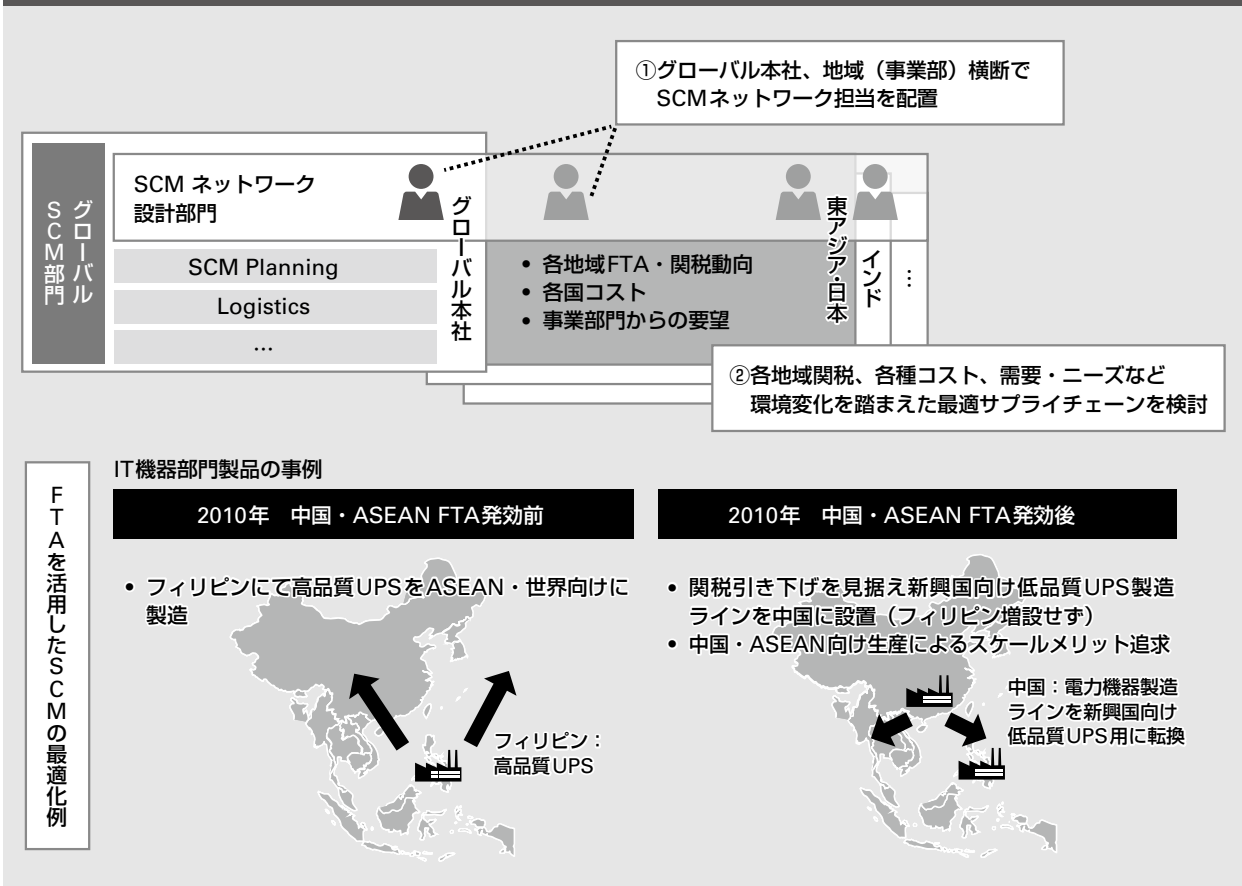 ①グローバル本社、地域（事業部）横断で
SCMネットワーク担当を配置
グローバル
SCM部門
SCM ネットワーク
設計部門
SCM Planning
Logistics
…
グローバル本社
• 各地域FTA・関税動向
• 各国コスト
• 事業部門からの要望
東アジア・日本
インド
…
②各地域関税、各種コスト、需要・ニーズなど
環境変化を踏まえた最適サプライチェーンを検討
FTAを活用したSCMの最適化例
IT機器部門製品の事例
2010年　中国・ASEAN FTA発効前
• フィリピンにて高品質UPSをASEAN・世界向けに
製造
フィリピン：
高品質UPS
2010年　中国・ASEAN FTA発効後
• 関税引き下げを見据え新興国向け低品質UPS製造
ラインを中国に設置（フィリピン増設せず）
• 中国・ASEAN向け生産によるスケールメリット追求
中国：電力機器製造
ラインを新興国向け
低品質UPS用に転換